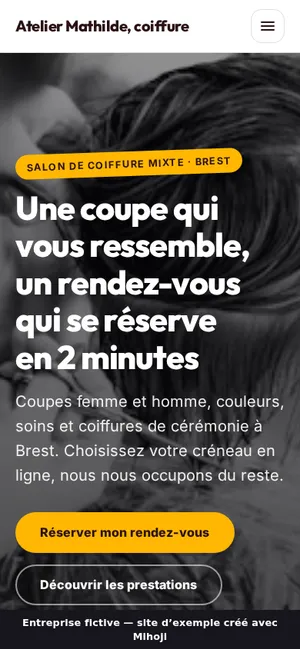 Atelier Mathilde, coiffure
SALON DE COIFFURE MIXTE · BREST
Une coupe qui
vous ressemble,
un rendez-vous
qui se réserve
en 2 minutes
Coupes femme et homme, couleurs,
soins et coiffures de cérémonie à
Brest. Choisissez votre créneau en
ligne, nous nous occupons du reste.
Réserver mon rendez-vous
Découvrir les prestations
Entreprise fictive — site d’exemple créé avec
Mihoji